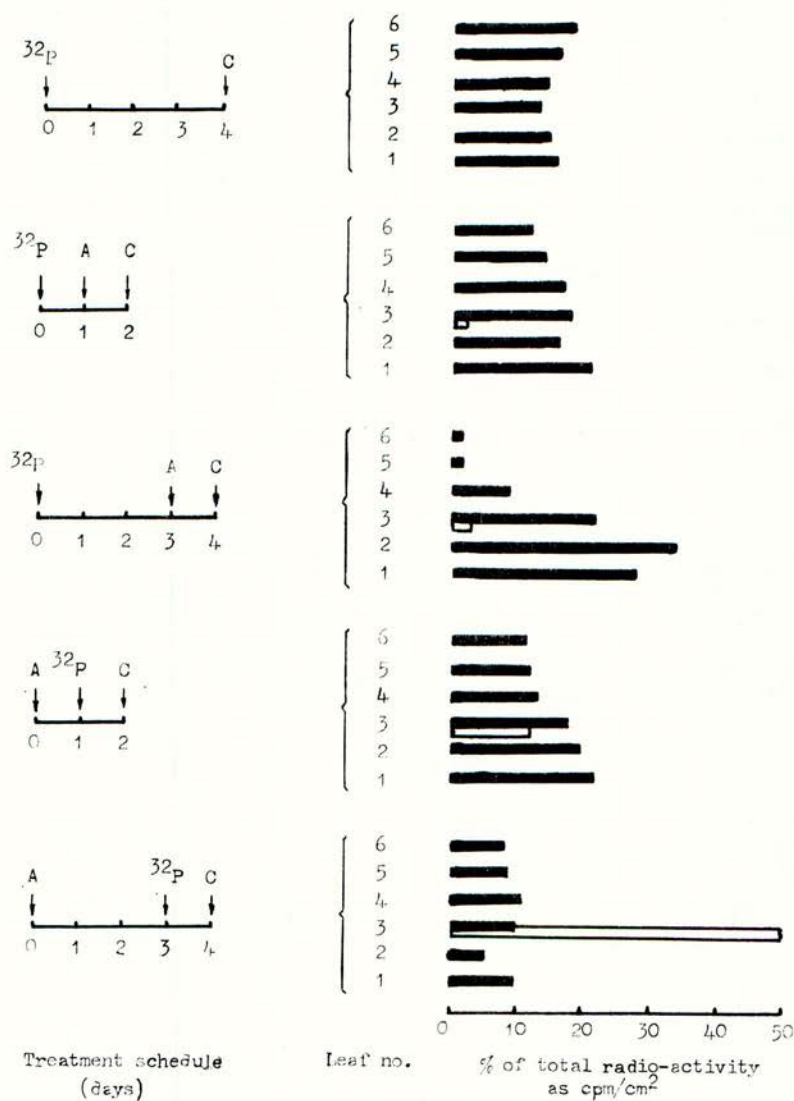 32P C
0 1 2 3 4
6
5
4
3
2
1
32P A C
0 1 2
6
5
4
3
2
1
32P A C
0 1 2 3 4
6
5
4
3
2
1
A 32P C
0 1 2
6
5
4
3
2
1
A 32P C
0 1 2 3 4
6
5
4
3
2
1
0 10 20 30 40 50
Treatment schedule
(days)
Leaf no.
% of total radio-activity
as cpm/cm2